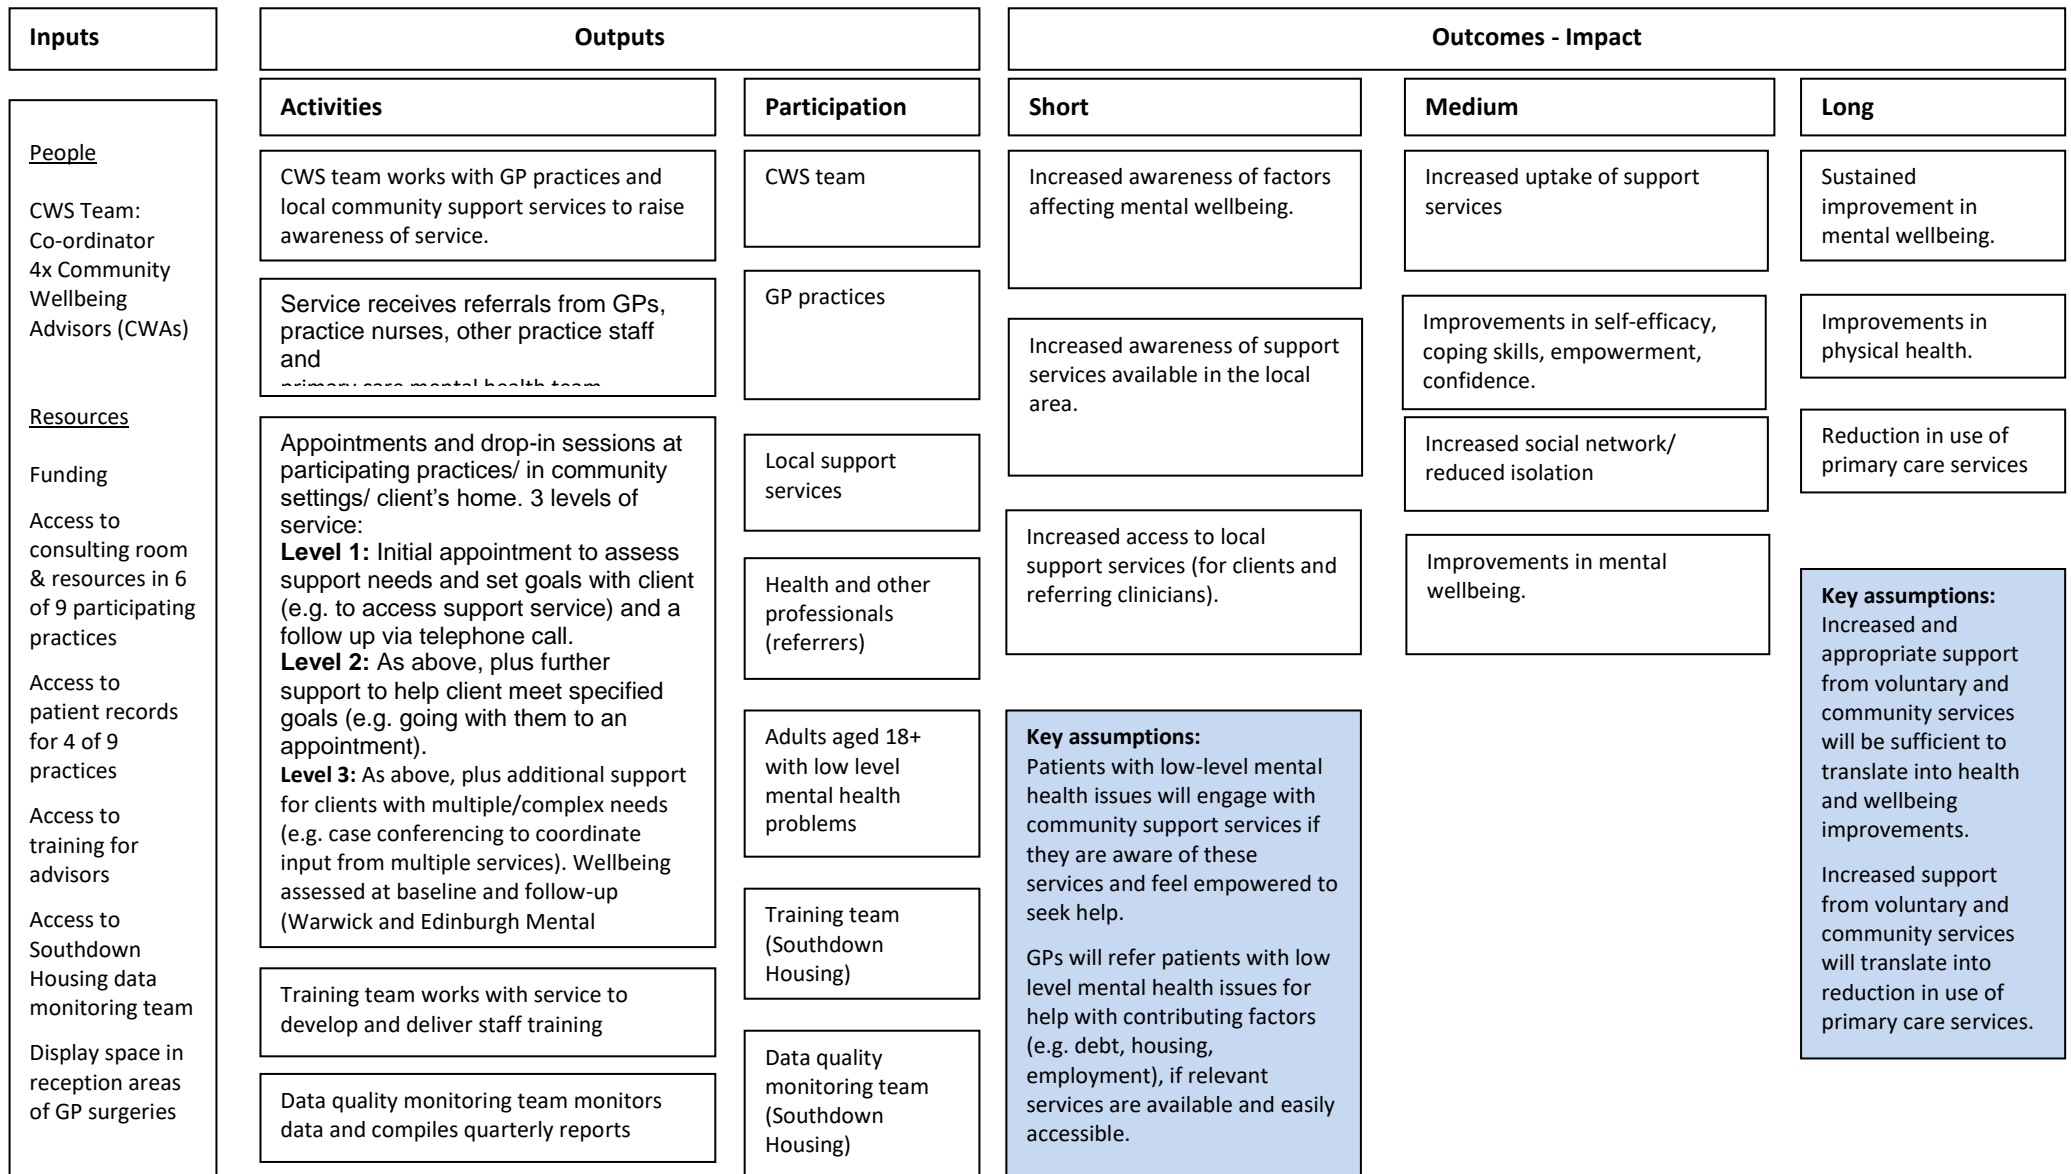 Inputs
Outputs
Outcomes - Impact
People
CWS Team:
Co-ordinator
4x Community
Wellbeing
Advisors (CWAs)
Resources
Funding
Access to
consulting room
& resources in 6
of 9 participating
practices
Access to
patient records
for 4 of 9
practices
Access to
training for
advisors
Access to
Southdown
Housing data
monitoring team
Display space in
reception areas
of GP surgeries
Activities
CWS team works with GP practices and
local community support services to raise
awareness of service.
Service receives referrals from GPs,
practice nurses, other practice staff
and
primary care mental health team
Appointments and drop-in sessions at
participating practices/ in community
settings/ client's home. 3 levels of
service:
Level 1: Initial appointment to assess
support needs and set goals with client
(e.g. to access support service) and a
follow up via telephone call.
Level 2: As above, plus further
support to help client meet specified
goals (e.g. going with them to an
appointment).
Level 3: As above, plus additional support
for clients with multiple/complex needs
(e.g. case conferencing to coordinate
input from multiple services). Wellbeing
assessed at baseline and follow-up
(Warwick and Edinburgh Mental
Training team works with service to
develop and deliver staff training
Data quality monitoring team monitors
data and compiles quarterly reports
Participation
CWS team
GP practices
Local support
services
Health and other
professionals
(referrers)
Adults aged 18+
with low level
mental health
problems
Training team
(Southdown
Housing)
Data quality
monitoring team
(Southdown
Housing)
Short
Increased awareness of factors
affecting mental wellbeing.
Increased awareness of support
services available in the local
area.
Increased access to local
support services (for clients and
referring clinicians).
Key assumptions:
Patients with low-level mental
health issues will engage with
community support services if
they are aware of these
services and feel empowered to
seek help.
GPs will refer patients with low
level mental health issues for
help with contributing factors
(e.g. debt, housing,
employment), if relevant
services are available and easily
accessible.
Medium
Increased uptake of support
services
Improvements in self-efficacy,
coping skills, empowerment,
confidence.
Increased social network/
reduced isolation
Improvements in mental
wellbeing.
Long
Sustained
improvement in
mental wellbeing.
Improvements in
physical health.
Reduction in use of
primary care services
Key assumptions:
Increased and
appropriate support
from voluntary and
community services
will be sufficient to
translate into health
and wellbeing
improvements.
Increased support
from voluntary and
community services
will translate into
reduction in use of
primary care services.